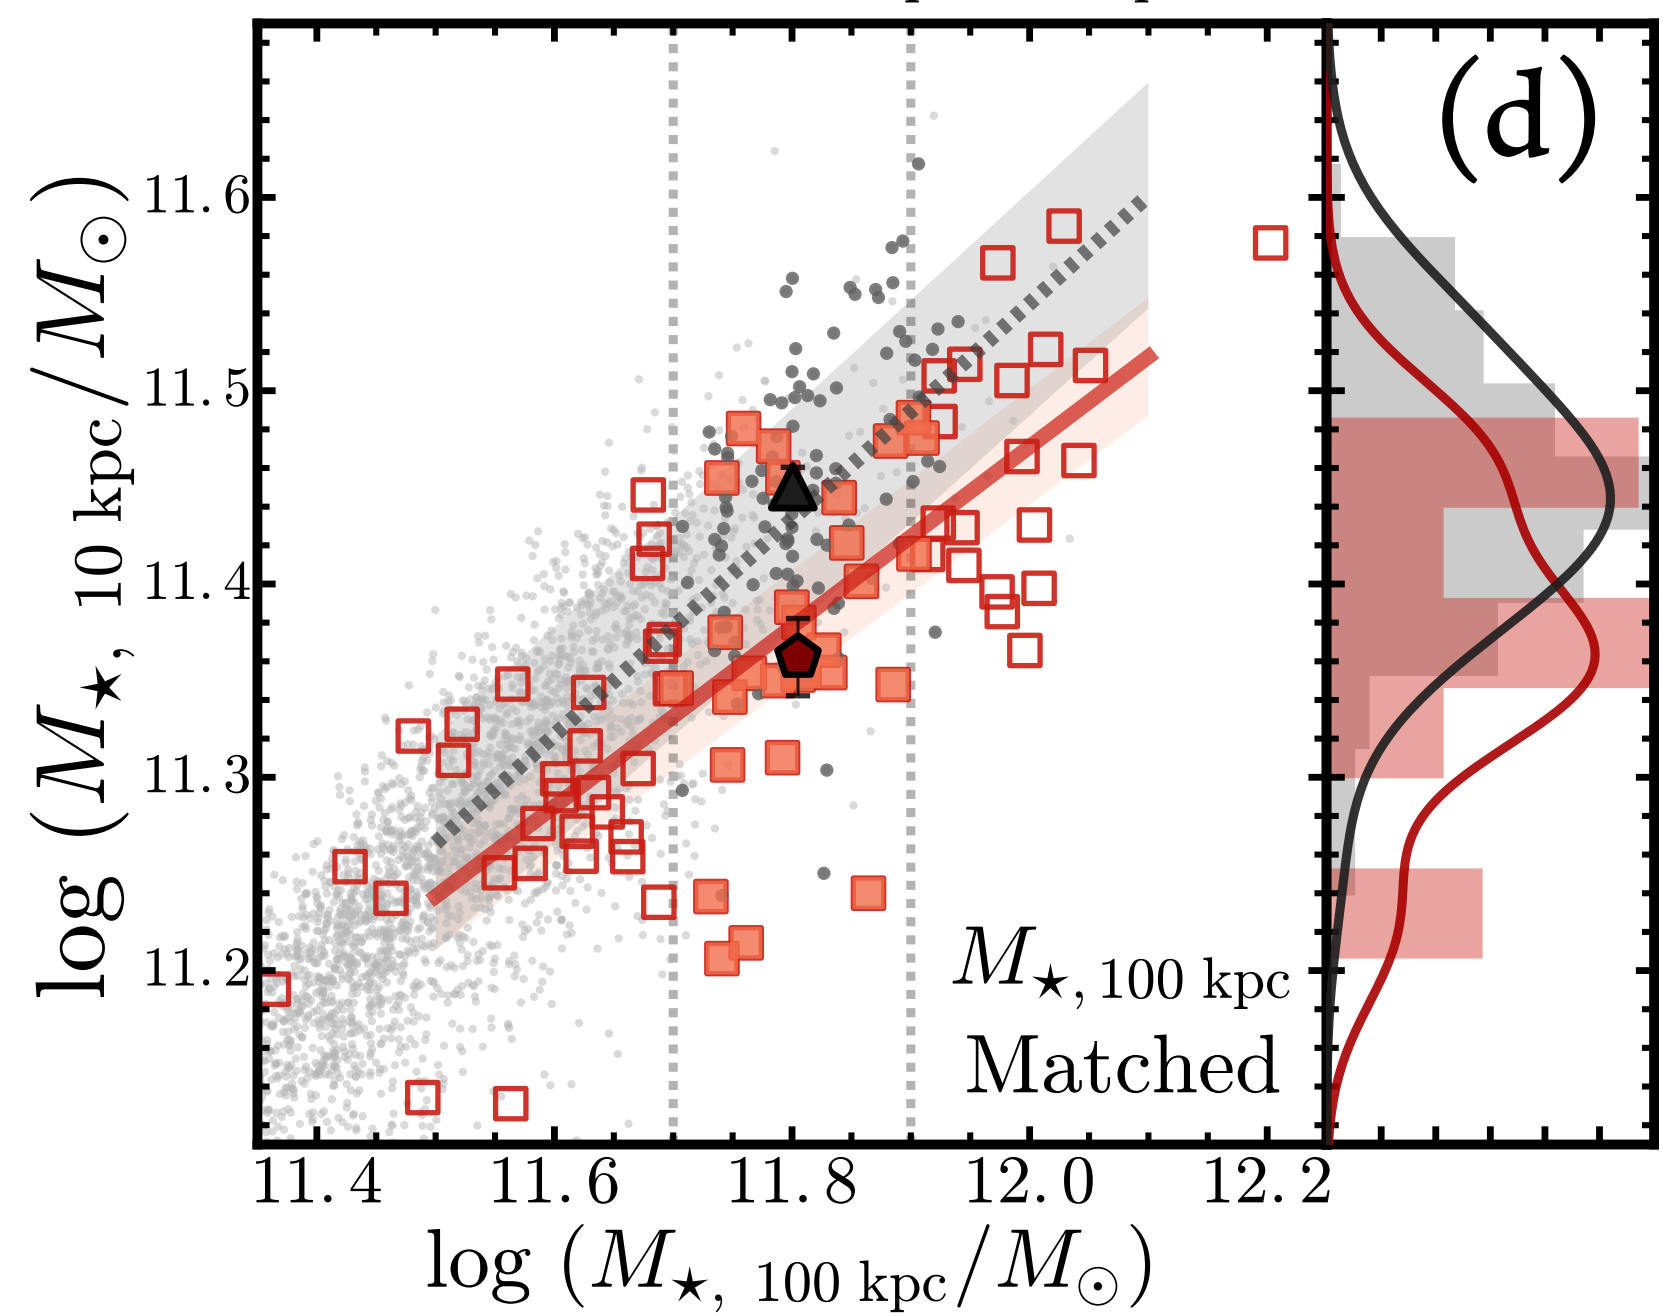 (d)
log (M⋆, 10 kpc/M⊙)
11.6
11.5
11.4
11.3
11.2
M⋆, 100 kpc
Matched
11.4 11.6 11.8 12.0 12.2
log (M⋆, 100 kpc/M⊙)